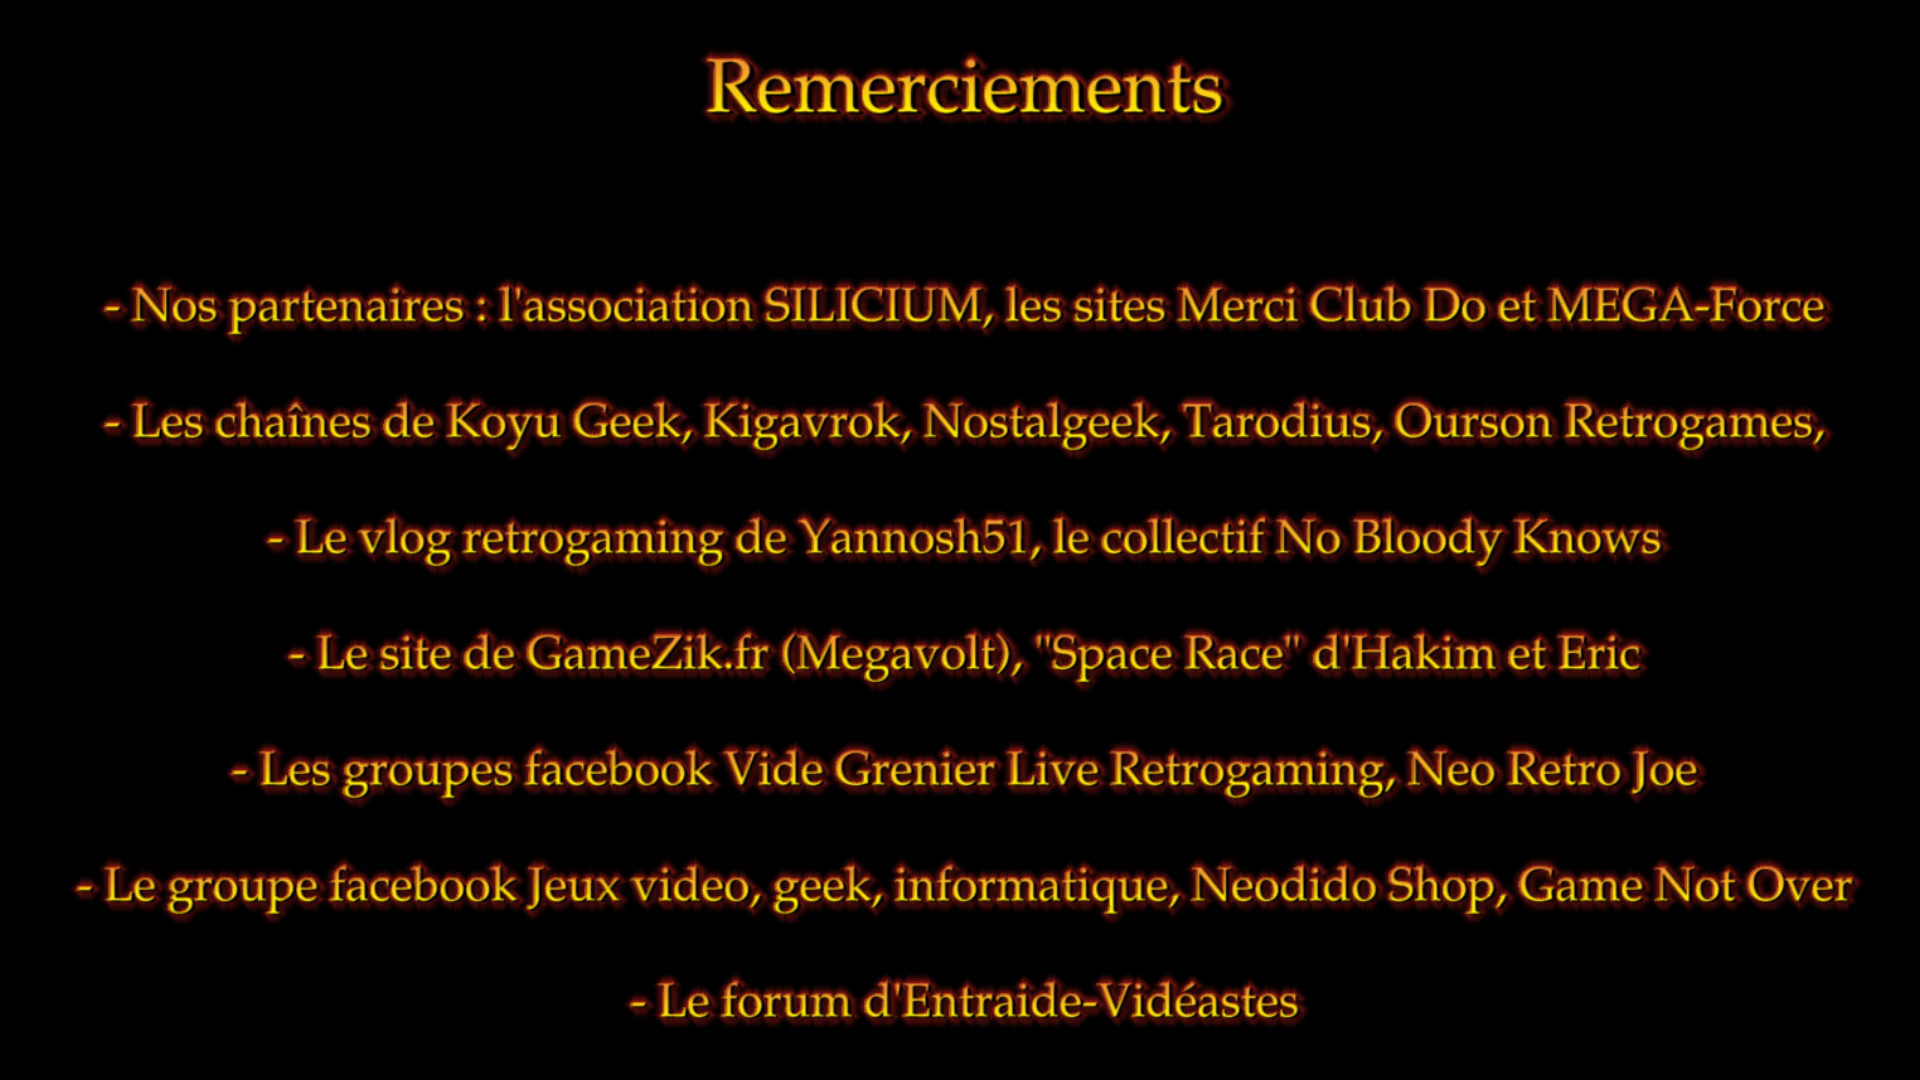 Remerciements
- Nos partenaires : l'association SILICIUM, les sites Merci Club Do et MEGA-Force
- Les chaînes de Koyu Geek, Kigavrok, Nostalgeek, Tarodius, Ourson Retrogames,
- Le vlog retrogaming de Yannosh51, le collectif No Bloody Knows
- Le site de GameZik.fr (Megavolt), "Space Race" d'Hakim et Eric
- Les groupes facebook Vide Grenier Live Retrogaming, Neo Retro Joe
- Le groupe facebook Jeux video, geek, informatique, Neodido Shop, Game Not Over
- Le forum d'Entraide-Vidéastes